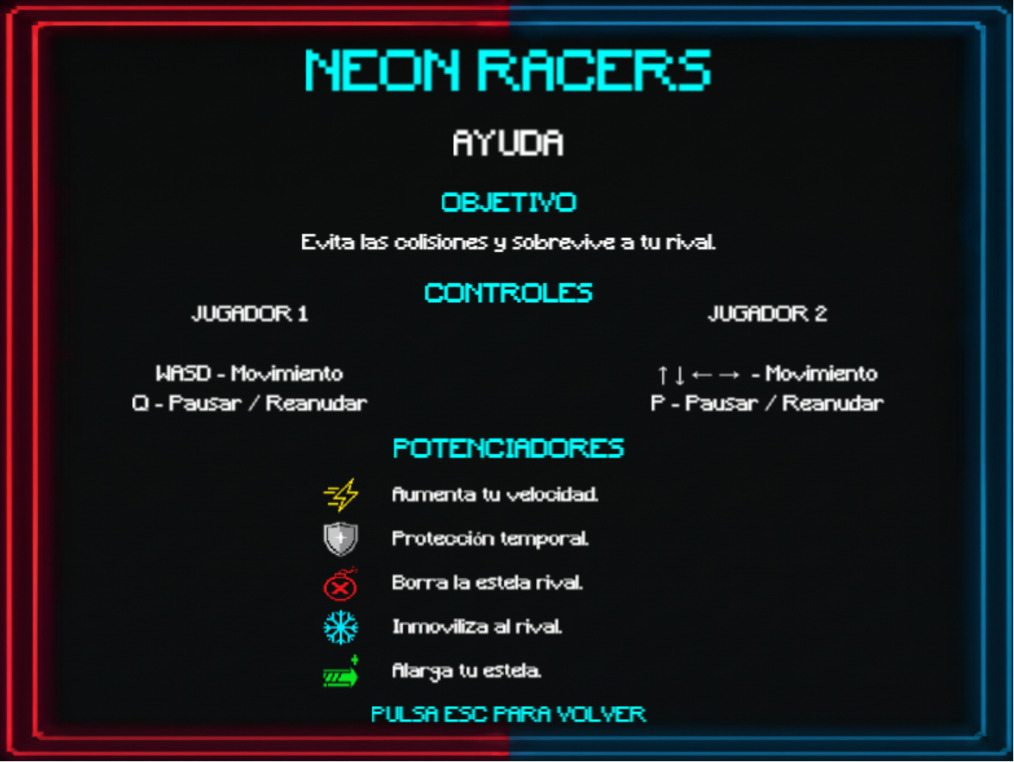 NEON RACERS
AYUDA
OBJETIVO
Evita las colisiones y sobrevive a tu rival.
CONTROLES
JUGADOR 1
WASD - Movimiento
Q - Pausar / Reanudar
JUGADOR 2
↑ ↓ ← → - Movimiento
P - Pausar / Reanudar
POTENCIADORES
Aumenta tu velocidad.
Protección temporal.
Borra la estela rival.
Inmoviliza al rival.
Alarga tu estela.
PULSA ESC PARA VOLVER